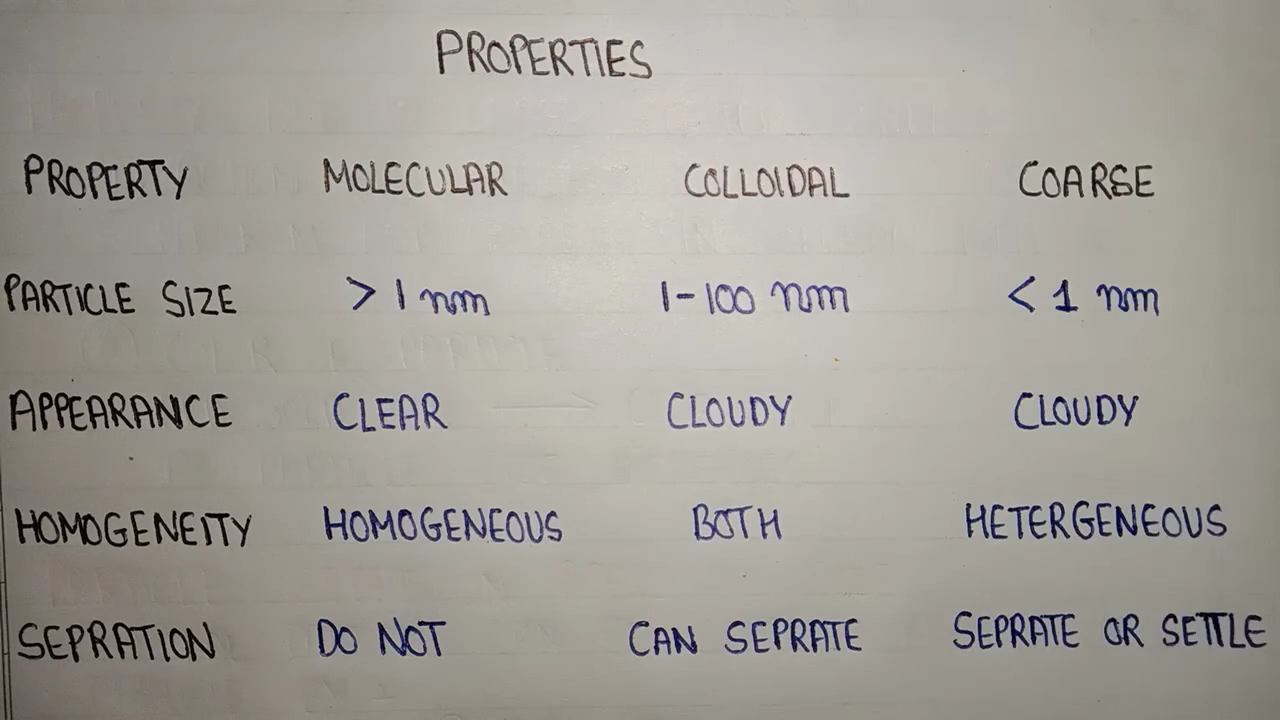 PROPERTIES
PROPERTY MOLECULAR COLLOIDAL COARSE
PARTICLE SIZE > 1 nm 1-100 nm < 1 nm
APPEARANCE CLEAR CLOUDY CLOUDY
HOMOGENEITY HOMOGENEOUS BOTH HETERGENEOUS
SEPRATION DO NOT CAN SEPRATE SEPRATE OR SETTLE